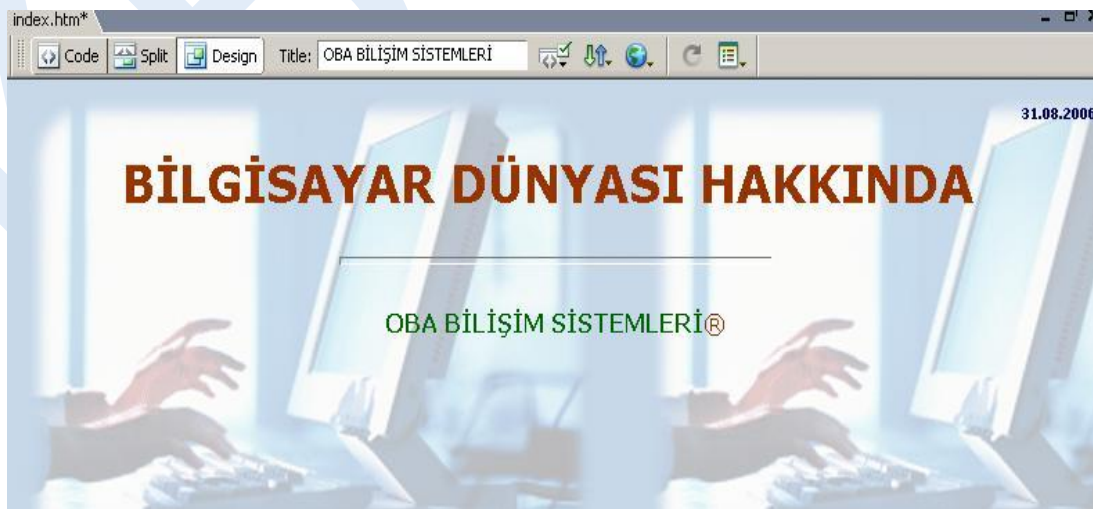 index.htm*
Code Split Design Title: OBA BİLİŞİM SİSTEMLERİ
31.08.2006
BİLGİSAYAR DÜNYASI HAKKINDA
OBA BİLİŞİM SİSTEMLERİ®